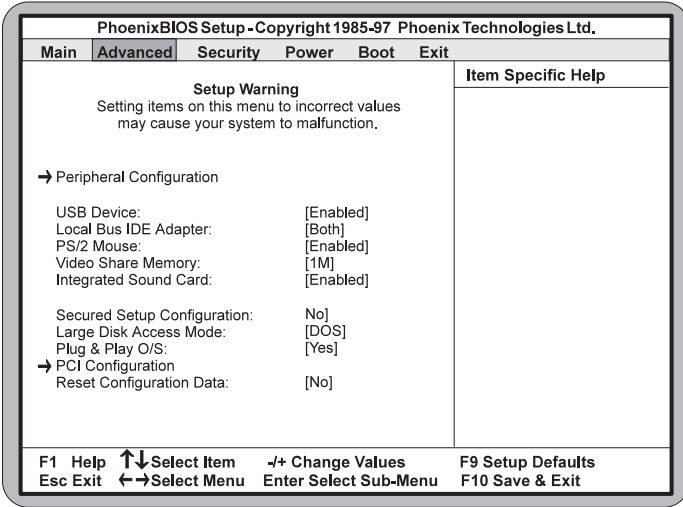 PhoenixBIOS Setup - Copyright 1985-97 Phoenix Technologies Ltd.
Main Advanced Security Power Boot Exit
Item Specific Help
Setup Warning
Setting items on this menu to incorrect values
may cause your system to malfunction.
→ Peripheral Configuration
USB Device: [Enabled]
Local Bus IDE Adapter: [Both]
PS/2 Mouse: [Enabled]
Video Share Memory: [1M]
Integrated Sound Card: [Enabled]
Secured Setup Configuration: No]
Large Disk Access Mode: [DOS]
Plug & Play O/S: [Yes]
→ PCI Configuration
Reset Configuration Data: [No]
F1 Help ↑↓ Select Item -/+ Change Values F9 Setup Defaults
Esc Exit ←→ Select Menu Enter Select Sub-Menu F10 Save & Exit